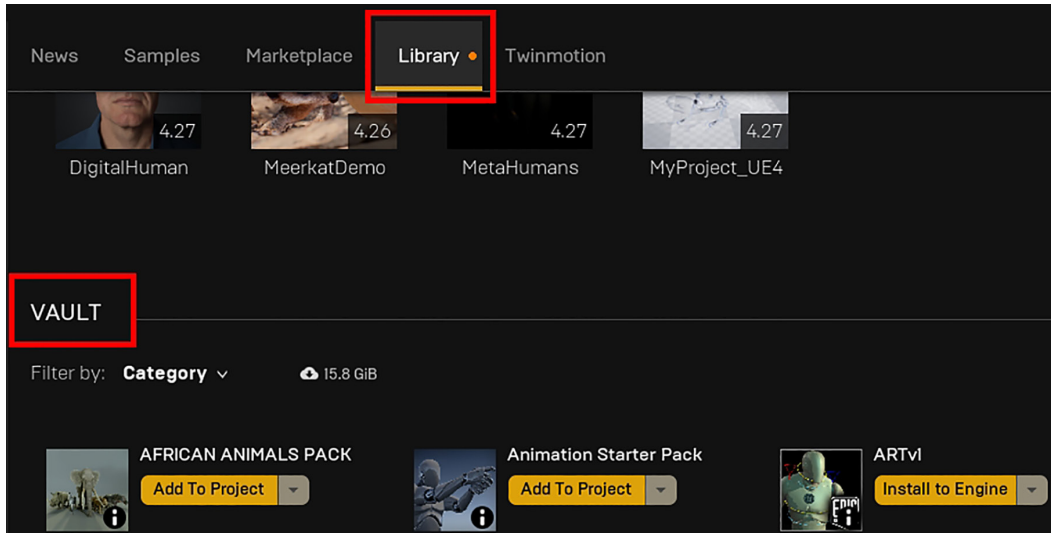 News Samples Marketplace Library Twinmotion
4.27 4.26 4.27 4.27
DigitalHuman MeerkatDemo MetaHumans MyProject_UE4
VAULT
Filter by: Category 15.8 GiB
AFRICAN ANIMALS PACK Animation Starter Pack ARTv1
Add To Project Add To Project Install to Engine
EPIC